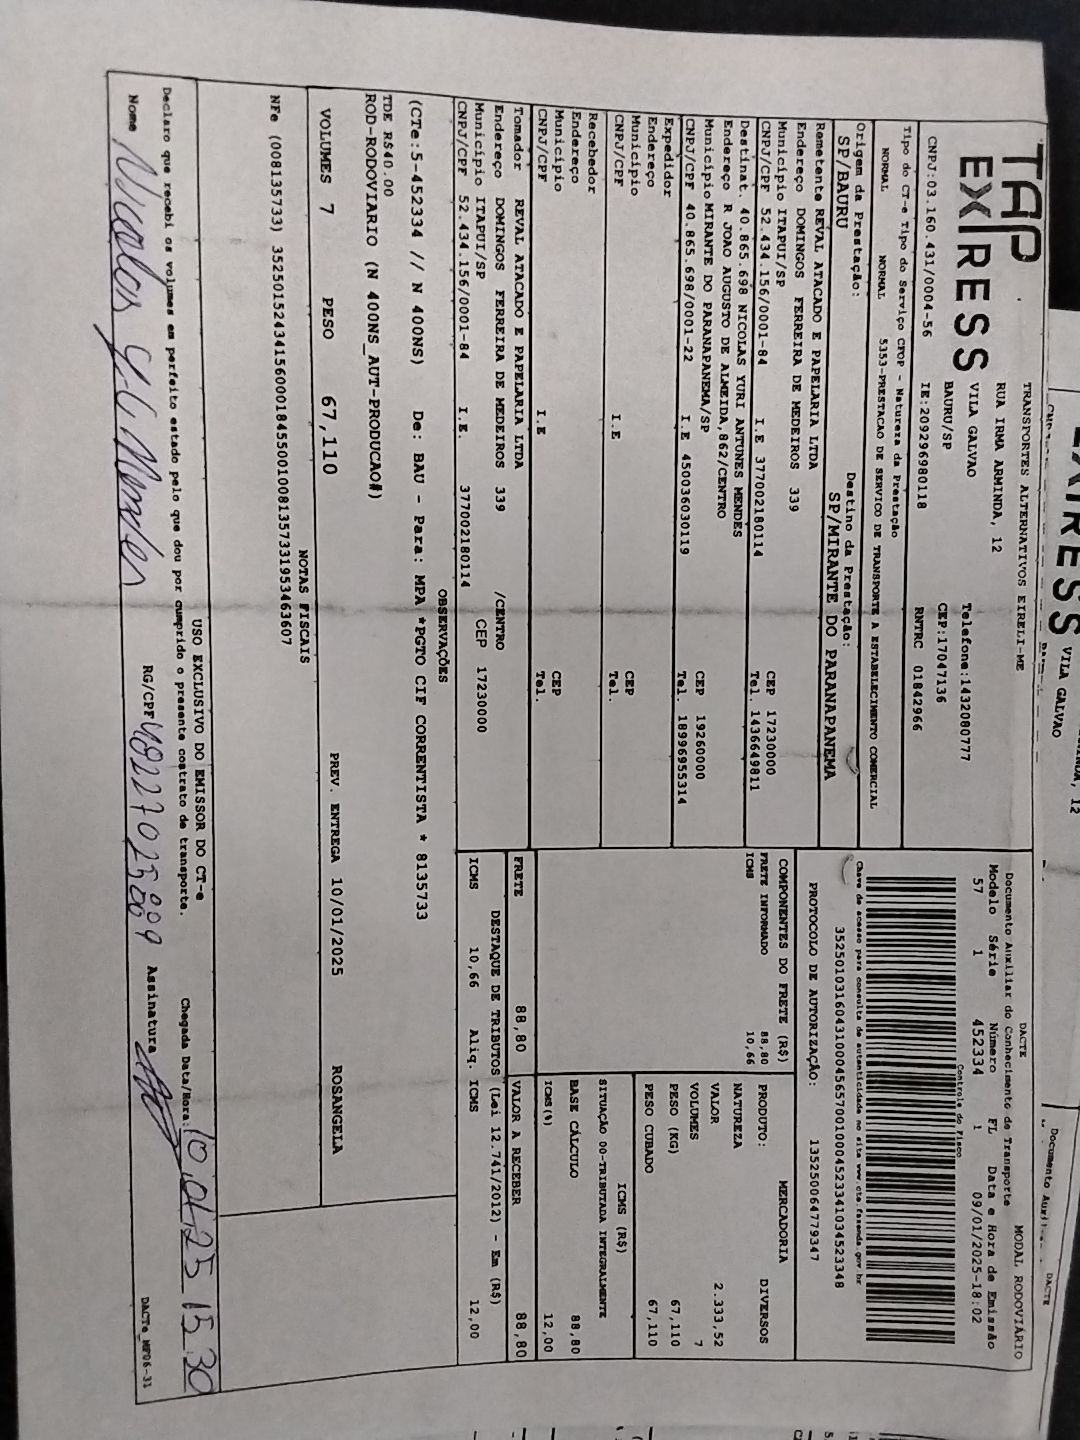 TAP
EXPRESS
TRANSPORTES ALTERNATIVOS EIRELI-ME
RUA IRMA ARMINDA, 12
VILA GALVAO
BAURU/SP
Telefone:1432080777
CEP:17047136
CNPJ:03.160.431/0004-56 IE:209296980118 RNTRC 01842966
Tipo do CT-e Tipo do Serviço CFOP - Natureza da Prestação
NORMAL NORMAL 5353-PRESTACAO DE SERVICO DE TRANSPORTE A ESTABELECIMENTO COMERCIAL
Origem da Prestação: Destino da Prestação:
SP/BAURU SP/MIRANTE DO PARANAPANEMA
Remetente REVAL ATACADO E PAPELARIA LTDA
Endereço DOMINGOS FERREIRA DE MEDEIROS 339
Município ITAPUI/SP CEP 17230000
CNPJ/CPF 52.434.156/0001-84 I.E 377002180114 Tel. 1436649811
Destinat. 40.865.698 NICOLAS YURI ANTUNES MENDES
Endereço R JOAO AUGUSTO DE ALMEIDA,862/CENTRO
Município MIRANTE DO PARANAPANEMA/SP CEP 19260000
CNPJ/CPF 40.865.698/0001-22 I.E 450036030119 Tel. 18996955314
Expedidor
Endereço
Município CEP
CNPJ/CPF I.E Tel.
Recebedor
Endereço
Município CEP
CNPJ/CPF I.E Tel.
Tomador REVAL ATACADO E PAPELARIA LTDA
Endereço DOMINGOS FERREIRA DE MEDEIROS 339 /CENTRO
Município ITAPUI/SP CEP 17230000
CNPJ/CPF 52.434.156/0001-84 I.E. 377002180114
DACTE MODAL RODOVIÁRIO
Documento Auxiliar do Conhecimento de Transporte
Modelo Série Número FL Data e Hora de Emissão
57 1 452334 1 09/01/2025-18:02
Controle do Fisco
Chave de acesso para consulta de autenticidade no site www.cte.fazenda.gov.br
35250103160431000456570010004523341034523348
PROTOCOLO DE AUTORIZAÇÃO: 135250064779347
COMPONENTES DO FRETE (R$)
FRETE INFORMADO 88,80
ICMS 10,66
MERCADORIA
PRODUTO: DIVERSOS
NATUREZA
VALOR 2.333,52
VOLUMES 7
PESO (KG) 67,110
PESO CUBADO 67,110
ICMS (R$)
SITUAÇÃO 00-TRIBUTADA INTEGRALMENTE
BASE CÁLCULO 88,80
ICMS(%) 12,00
FRETE 88,80 VALOR A RECEBER 88,80
DESTAQUE DE TRIBUTOS (Lei 12.741/2012) - Em (R$)
ICMS 10,66 Aliq. ICMS 12,00
OBSERVAÇÕES
(CTe:5-452334 // N 400NS) De: BAU - Para: MPA *PGTO CIF CORRENTISTA * 8135733
TDE R$40.00
ROD-RODOVIARIO (N 400NS_AUT-PRODUCAO#)
VOLUMES 7 PESO 67,110 PREV. ENTREGA 10/01/2025 ROSANGELA
NOTAS FISCAIS
NFe (008135733) 35250152434156000184550010081357331953463607
USO EXCLUSIVO DO EMISSOR DO CT-e
Declaro que recebi os volumes em perfeito estado pelo que dou por cumprido o presente contrato de transporte. Chegada Data/Hora: 10/01/25 15:30
Nome RG/CPF Assinatura
DACTe_MF06-31
VILA GALVAO